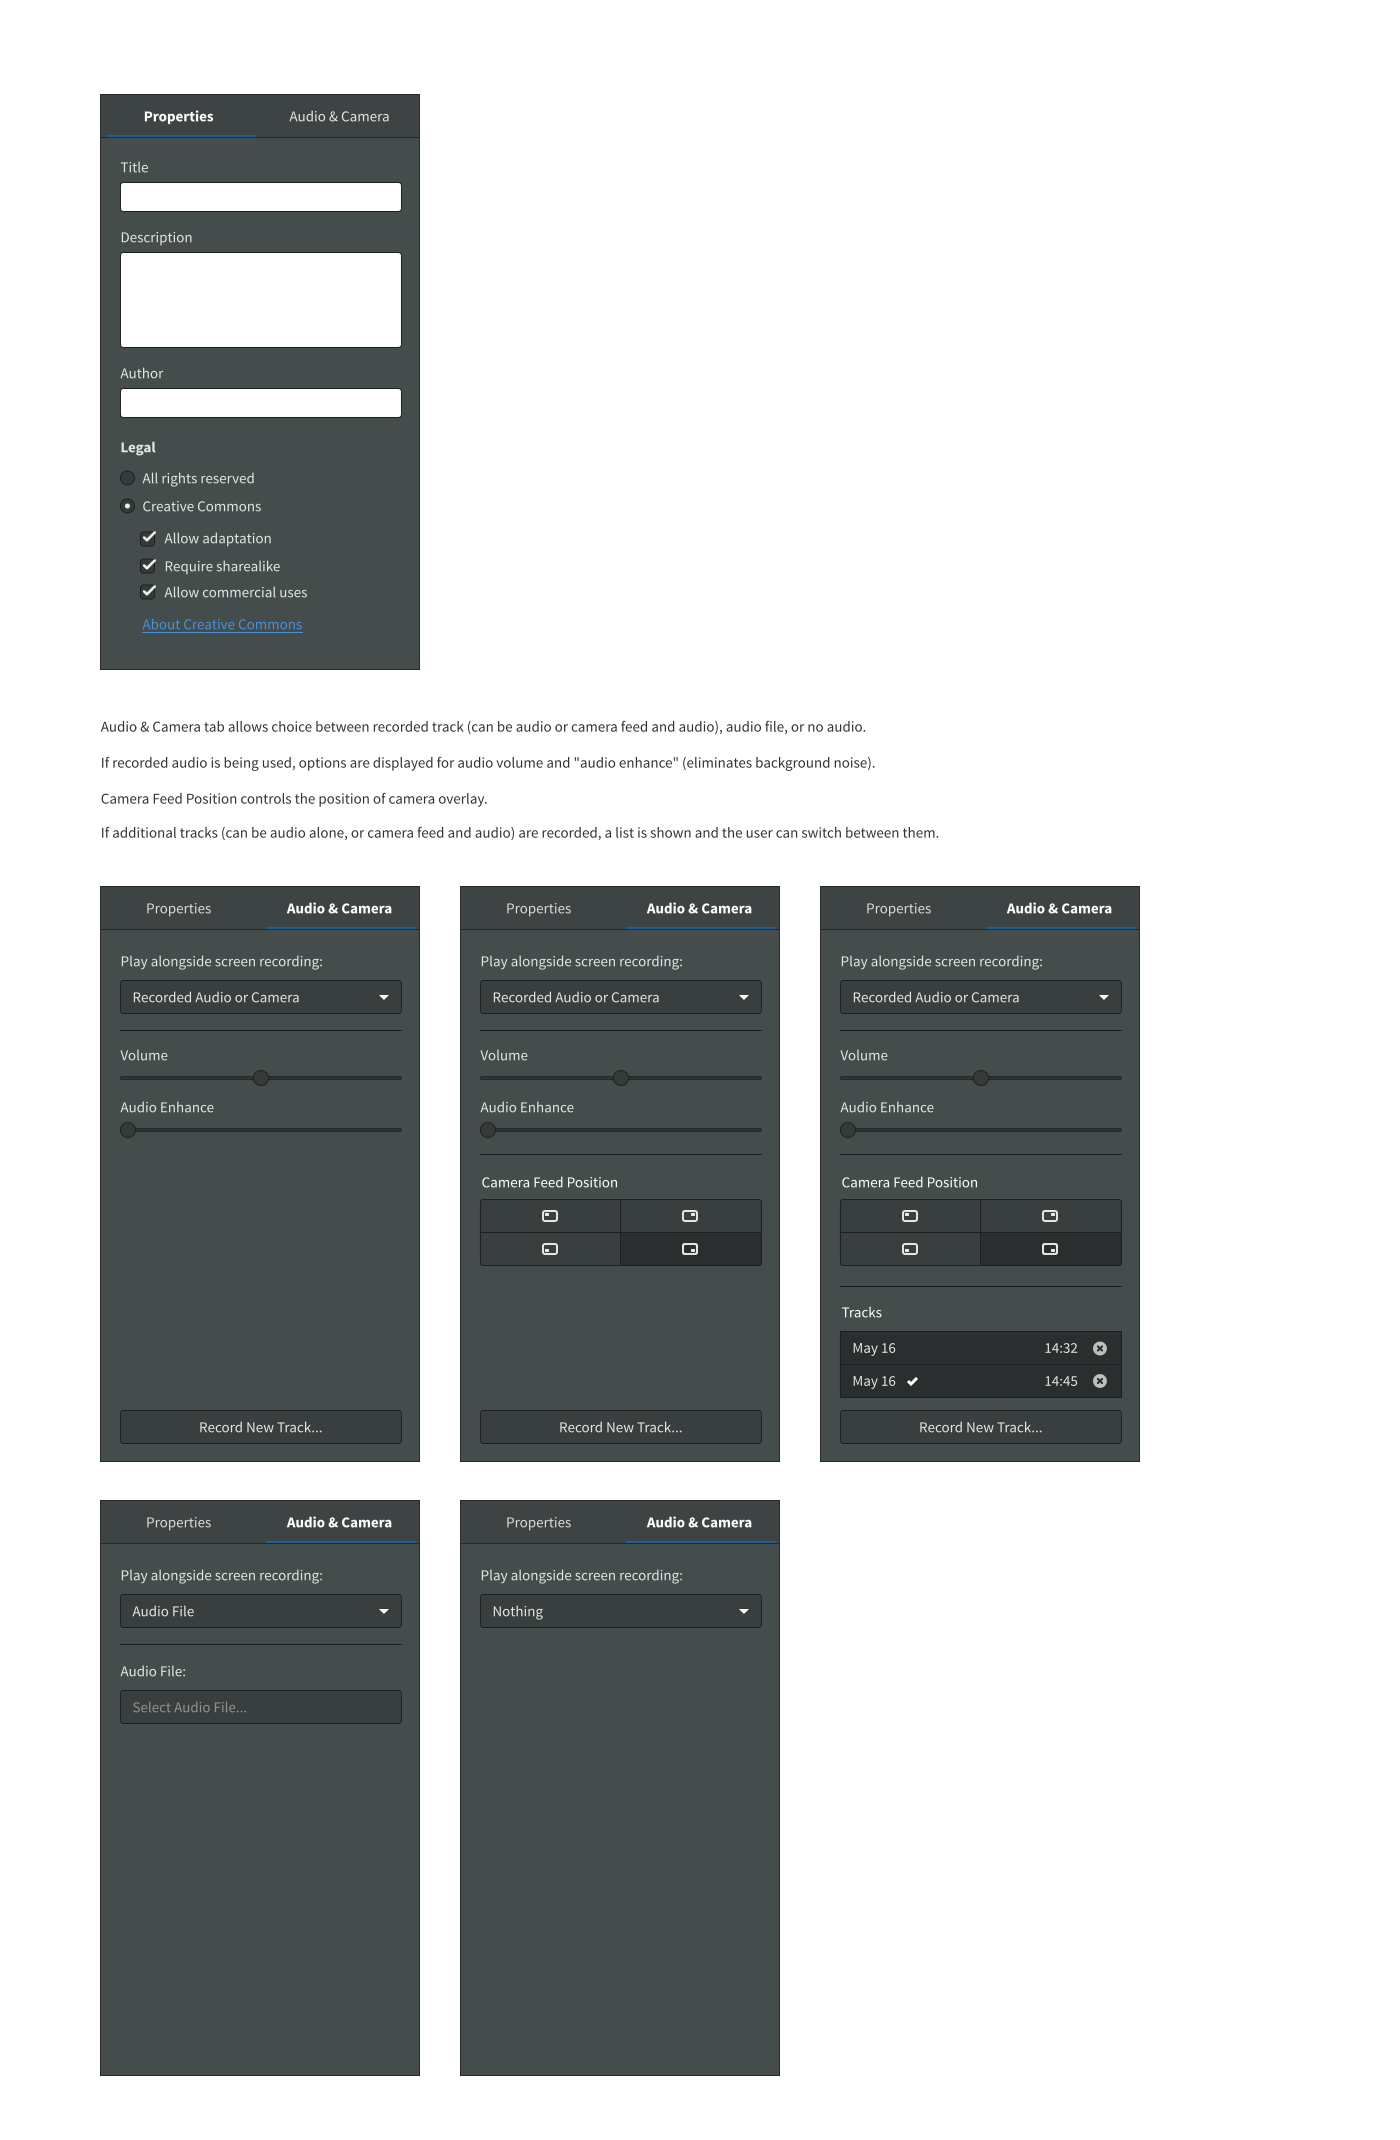 Properties Audio & Camera
Title
Description
Author
Legal
All rights reserved
Creative Commons
Allow adaptation
Require sharealike
Allow commercial uses
About Creative Commons
Audio & Camera tab allows choice between recorded track (can be audio or camera feed and audio), audio file, or no audio.
If recorded audio is being used, options are displayed for audio volume and "audio enhance" (eliminates background noise).
Camera Feed Position controls the position of camera overlay.
If additional tracks (can be audio alone, or camera feed and audio) are recorded, a list is shown and the user can switch between them.
Properties Audio & Camera
Play alongside screen recording:
Recorded Audio or Camera
Volume
Audio Enhance
Record New Track...
Properties Audio & Camera
Play alongside screen recording:
Recorded Audio or Camera
Volume
Audio Enhance
Camera Feed Position
Record New Track...
Properties Audio & Camera
Play alongside screen recording:
Recorded Audio or Camera
Volume
Audio Enhance
Camera Feed Position
Tracks
May 16 14:32
May 16 14:45
Record New Track...
Properties Audio & Camera
Play alongside screen recording:
Audio File
Audio File:
Select Audio File...
Properties Audio & Camera
Play alongside screen recording:
Nothing